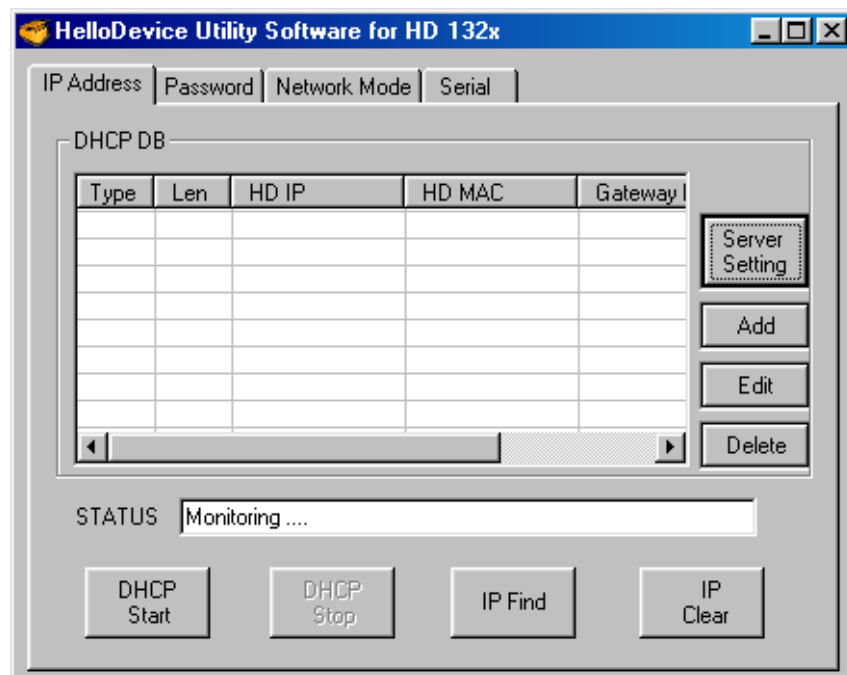 HelloDevice Utility Software for HD 132x
IP Address Password Network Mode Serial
DHCP DB
Type Len HD IP HD MAC Gateway I
Server
Setting
Add
Edit
Delete
STATUS Monitoring ....
DHCP
Start
DHCP
Stop
IP Find
IP
Clear